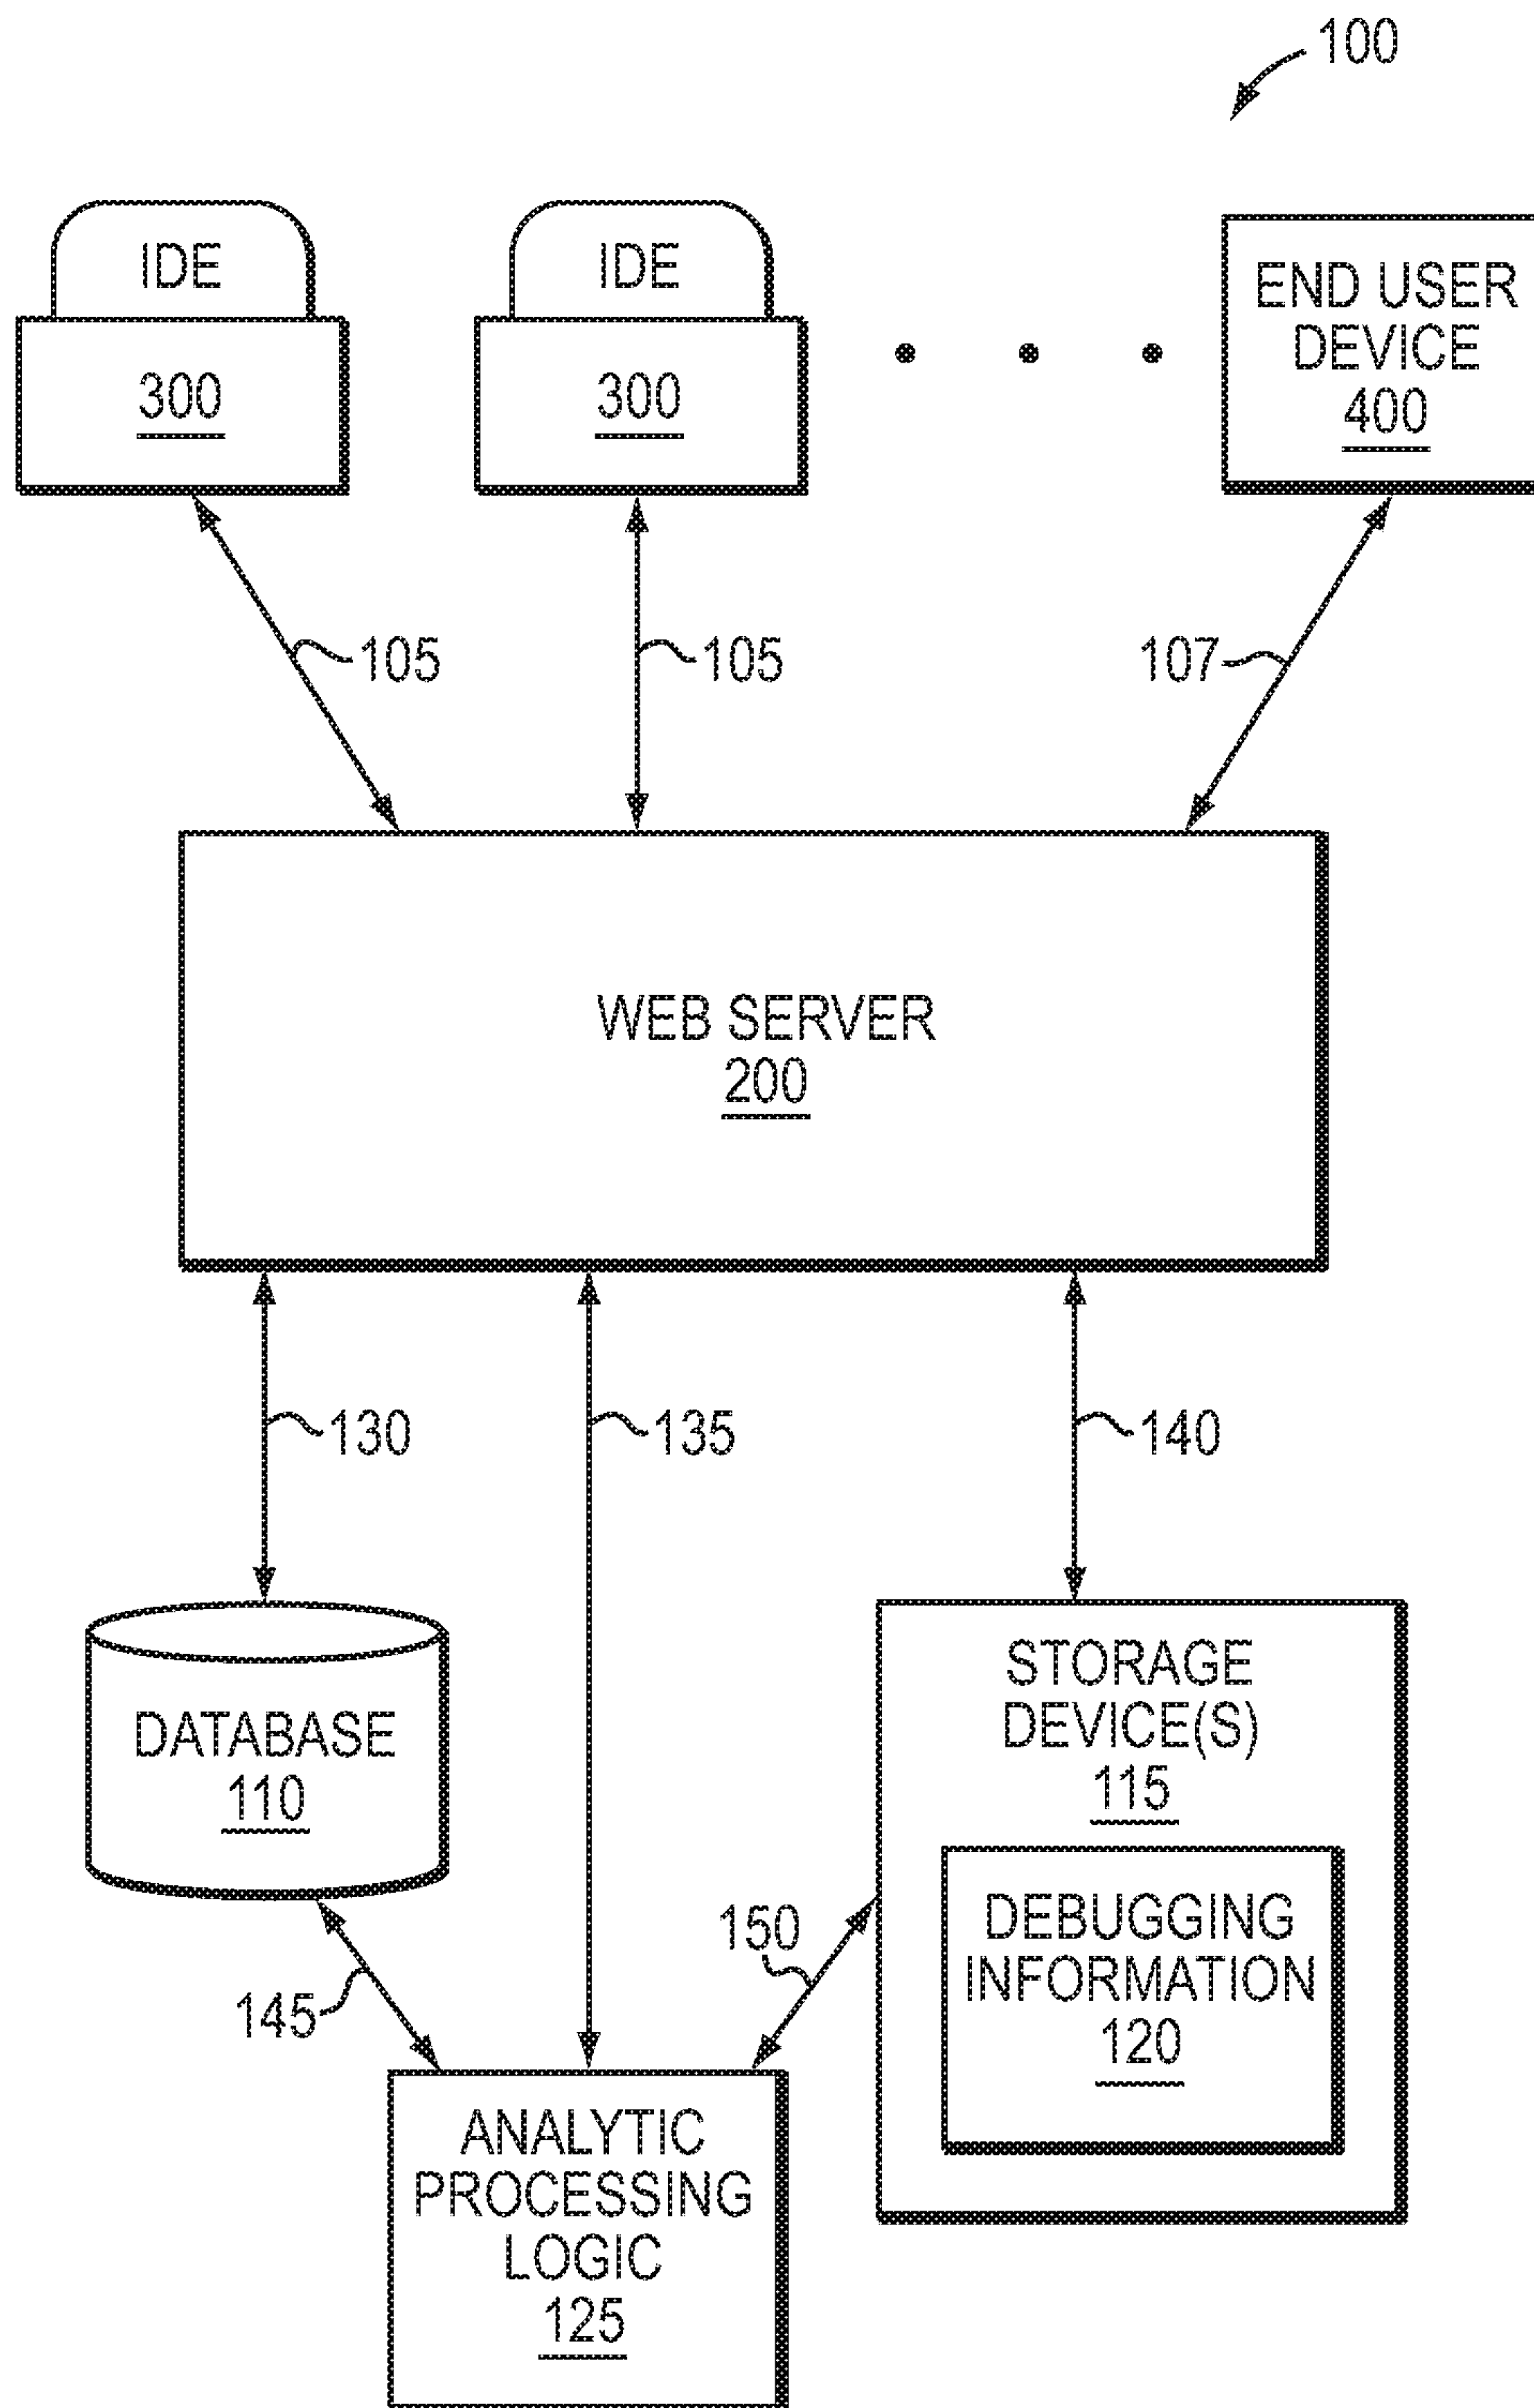 100
IDE
300
IDE
300
END USER
DEVICE
400
105
105
107
WEB SERVER
200
130
135
140
DATABASE
110
STORAGE
DEVICE(S)
115
DEBUGGING
INFORMATION
120
145
150
ANALYTIC
PROCESSING
LOGIC
125